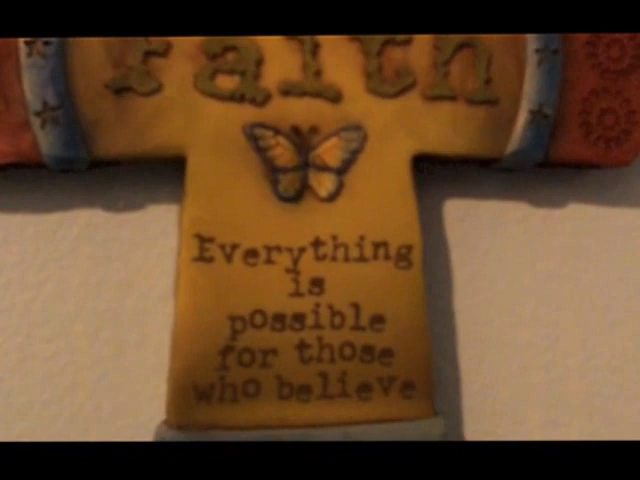 faith
Everything
is
possible
for those
who believe